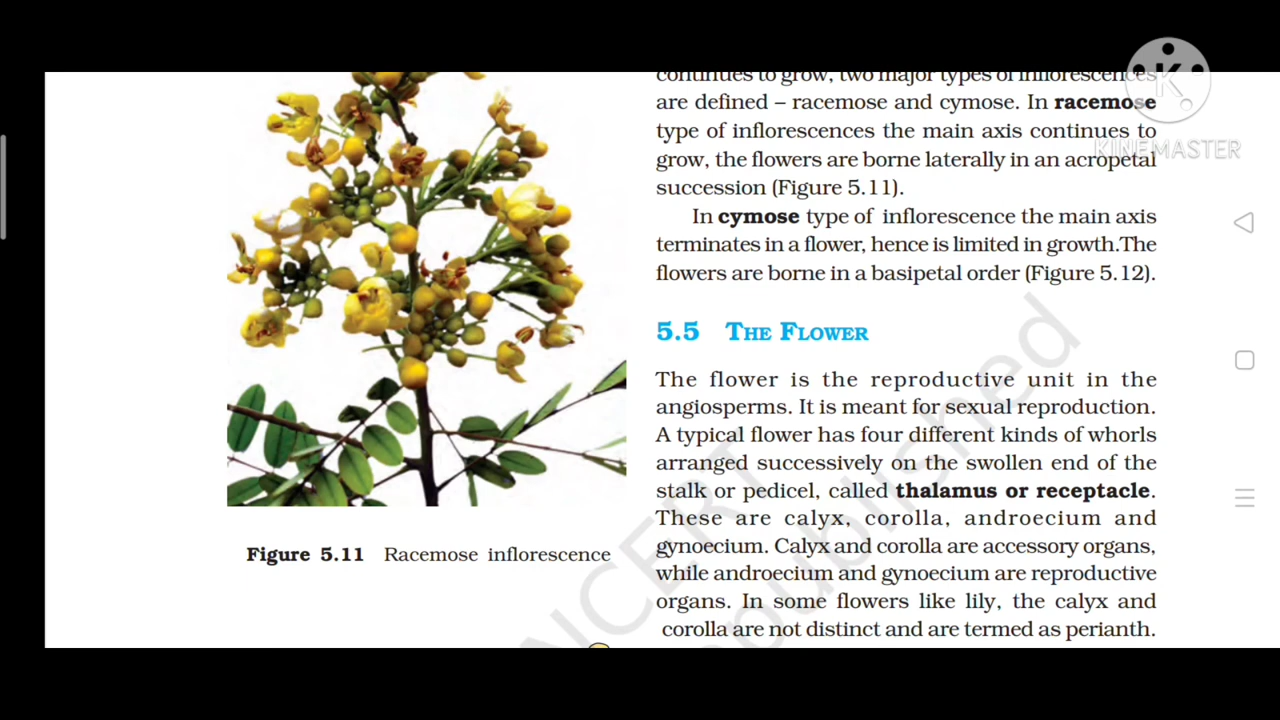 continues to grow, two major types of inflorescences
are defined – racemose and cymose. In racemose
type of inflorescences the main axis continues to
grow, the flowers are borne laterally in an acropetal
succession (Figure 5.11).
In cymose type of inflorescence the main axis
terminates in a flower, hence is limited in growth.The
flowers are borne in a basipetal order (Figure 5.12).
5.5 THE FLOWER
The flower is the reproductive unit in the
angiosperms. It is meant for sexual reproduction.
A typical flower has four different kinds of whorls
arranged successively on the swollen end of the
stalk or pedicel, called thalamus or receptacle.
These are calyx, corolla, androecium and
gynoecium. Calyx and corolla are accessory organs,
while androecium and gynoecium are reproductive
organs. In some flowers like lily, the calyx and
corolla are not distinct and are termed as perianth.
Figure 5.11 Racemose inflorescence
K
KINEMASTER
NCERT
published